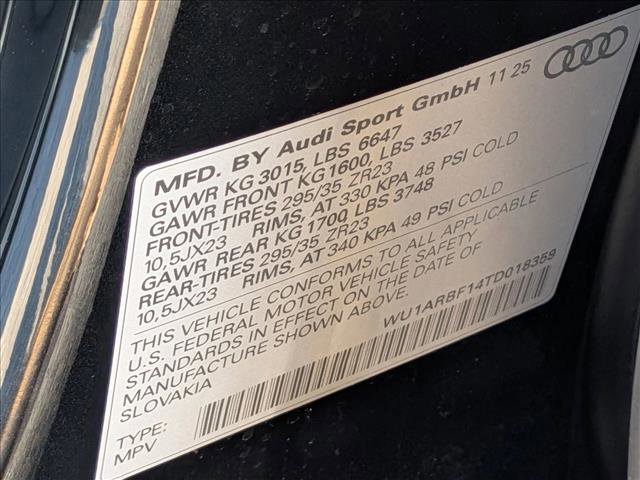 MFD. BY Audi Sport GmbH 11 25
GVWR KG 3015, LBS 6647
GAWR FRONT KG1600, LBS 3527
FRONT-TIRES 295/35 ZR23
10,5JX23 RIMS, AT 330 KPA 48 PSI COLD
GAWR REAR KG 1700, LBS 3748
REAR-TIRES 295/35 ZR23
10,5JX23 RIMS, AT 340 KPA 49 PSI COLD
THIS VEHICLE CONFORMS TO ALL APPLICABLE
U.S. FEDERAL MOTOR VEHICLE SAFETY
STANDARDS IN EFFECT ON THE DATE OF
MANUFACTURE SHOWN ABOVE.
SLOVAKIA
WU1ARBF14TD018359
TYPE:
MPV